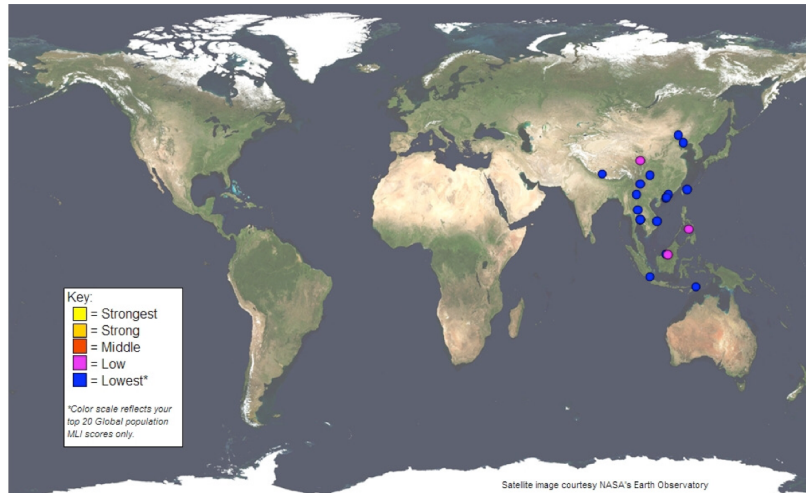 Key:
= Strongest
= Strong
= Middle
= Low
= Lowest*
*Color scale reflects your
top 20 Global population
MLI scores only.
Satellite image courtesy NASA's Earth Observatory